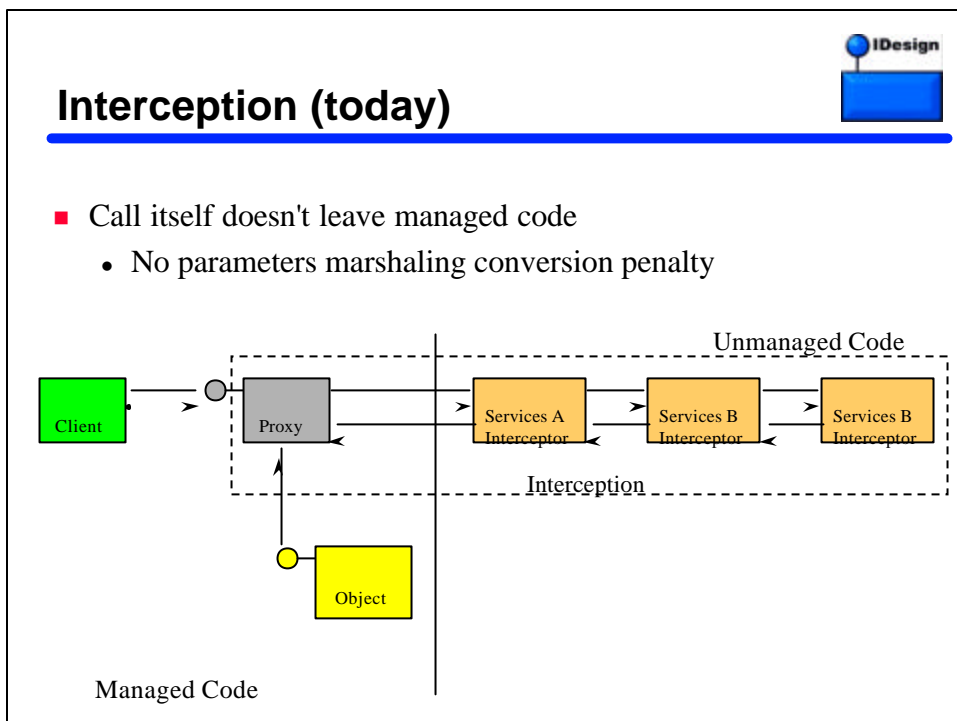 IDesign
Interception (today)
Call itself doesn't leave managed code
No parameters marshaling conversion penalty
Unmanaged Code
Client
Proxy
Services A
Interceptor
Services B
Interceptor
Services B
Interceptor
Interception
Object
Managed Code